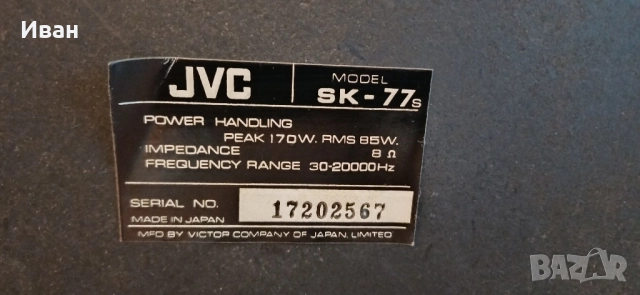 Иван
JVC
MODEL
SK-77s
POWER HANDLING
PEAK 170W. RMS 85W.
IMPEDANCE 8 Ω
FREQUENCY RANGE 30-20000Hz
SERIAL NO. 17202567
MADE IN JAPAN
MFD BY VICTOR COMPANY OF JAPAN, LIMITED
BAZAR